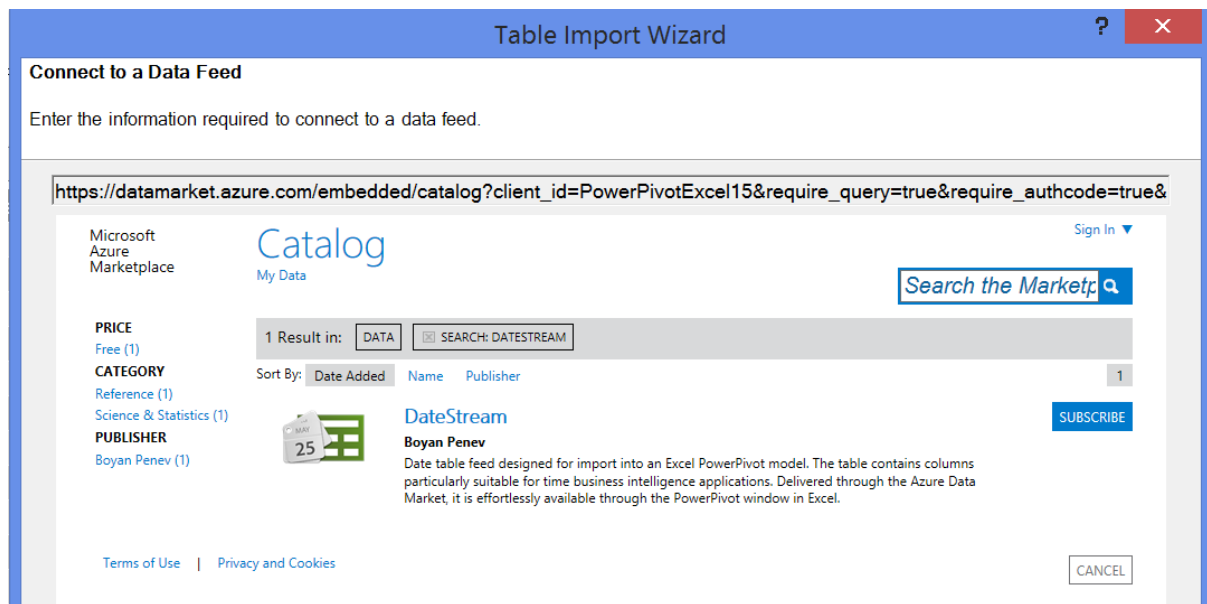 Table Import Wizard
?
Connect to a Data Feed
Enter the information required to connect to a data feed.
https://datamarket.azure.com/embedded/catalog?client_id=PowerPivotExcel15&require_query=true&require_authcode=true&
Microsoft
Azure
Marketplace
Catalog
My Data
Sign In ▼
Search the Marketp
PRICE
Free (1)
CATEGORY
Reference (1)
Science & Statistics (1)
PUBLISHER
Boyan Penev (1)
1 Result in: DATA SEARCH: DATESTREAM
Sort By: Date Added Name Publisher 1
MAY
25
DateStream
SUBSCRIBE
Boyan Penev
Date table feed designed for import into an Excel PowerPivot model. The table contains columns
particularly suitable for time business intelligence applications. Delivered through the Azure Data
Market, it is effortlessly available through the PowerPivot window in Excel.
Terms of Use | Privacy and Cookies
CANCEL